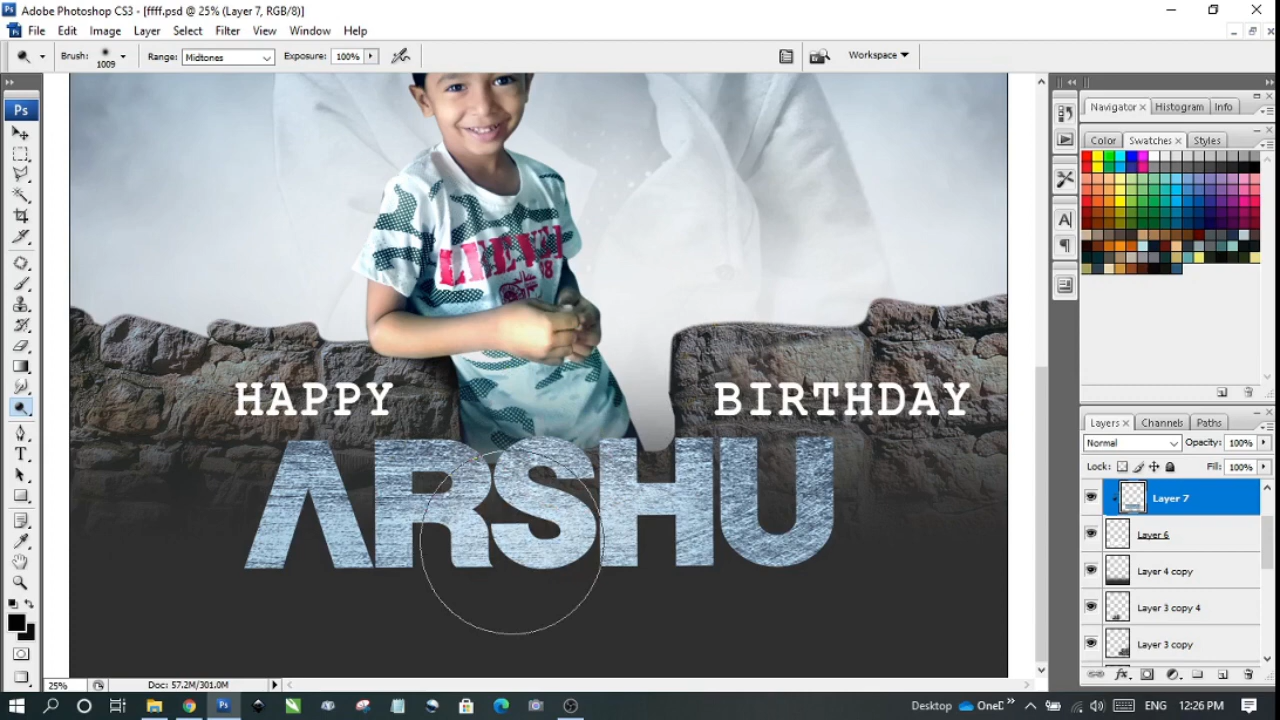 Adobe Photoshop CS3 - [ffff.psd @ 25% (Layer 7, RGB/8)]
File Edit Image Layer Select Filter View Window Help
Brush: 1009 Range: Midtones Exposure: 100% Workspace
Ps
Navigator Histogram Info
Color Swatches Styles
18
HAPPY BIRTHDAY
ARSHU
Layers Channels Paths
Normal Opacity: 100%
Lock: Fill: 100%
Layer 7
Layer 6
Layer 4 copy
Layer 3 copy 4
Layer 3 copy
25% Doc: 57.2M/301.0M
Desktop OneD ENG 12:26 PM